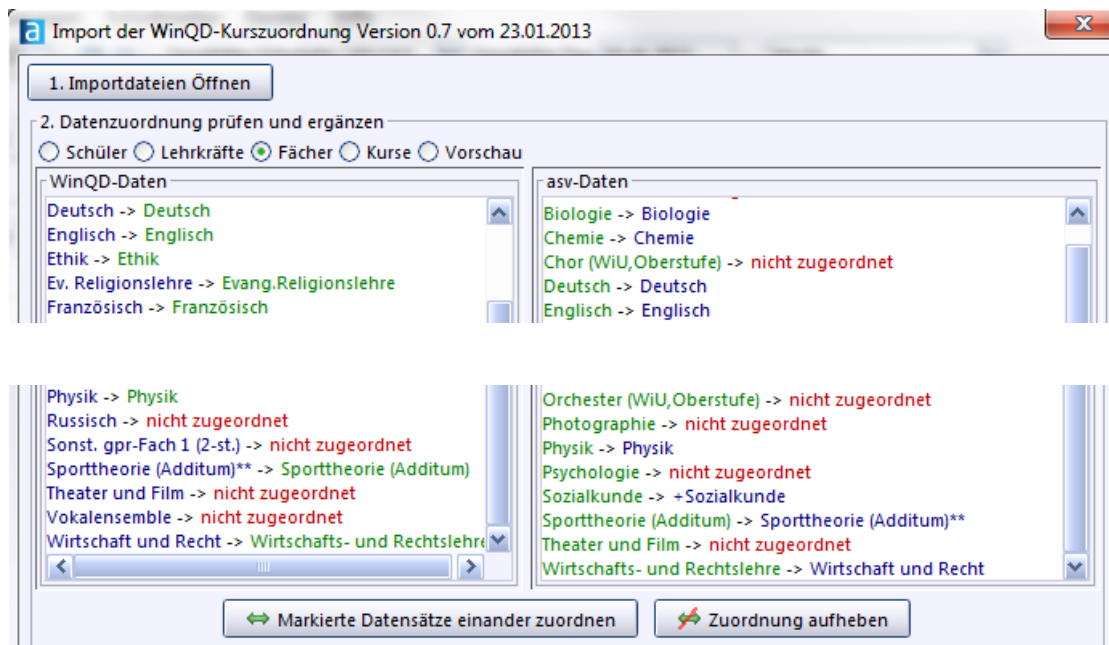 Import der WinQD-Kurszuordnung Version 0.7 vom 23.01.2013
1. Importdateien Öffnen
2. Datenzuordnung prüfen und ergänzen
Schüler Lehrkräfte Fächer Kurse Vorschau
WinQD-Daten
Deutsch -> Deutsch
Englisch -> Englisch
Ethik -> Ethik
Ev. Religionslehre -> Evang.Religionslehre
Französisch -> Französisch
Physik -> Physik
Russisch -> nicht zugeordnet
Sonst. gpr-Fach 1 (2-st.) -> nicht zugeordnet
Sporttheorie (Additum)** -> Sporttheorie (Additum)
Theater und Film -> nicht zugeordnet
Vokalensemble -> nicht zugeordnet
Wirtschaft und Recht -> Wirtschafts- und Rechtslehre
asv-Daten
Biologie -> Biologie
Chemie -> Chemie
Chor (WiU,Oberstufe) -> nicht zugeordnet
Deutsch -> Deutsch
Englisch -> Englisch
Orchester (WiU,Oberstufe) -> nicht zugeordnet
Photographie -> nicht zugeordnet
Physik -> Physik
Psychologie -> nicht zugeordnet
Sozialkunde -> +Sozialkunde
Sporttheorie (Additum) -> Sporttheorie (Additum)**
Theater und Film -> nicht zugeordnet
Wirtschafts- und Rechtslehre -> Wirtschaft und Recht
Markierte Datensätze einander zuordnen
Zuordnung aufheben